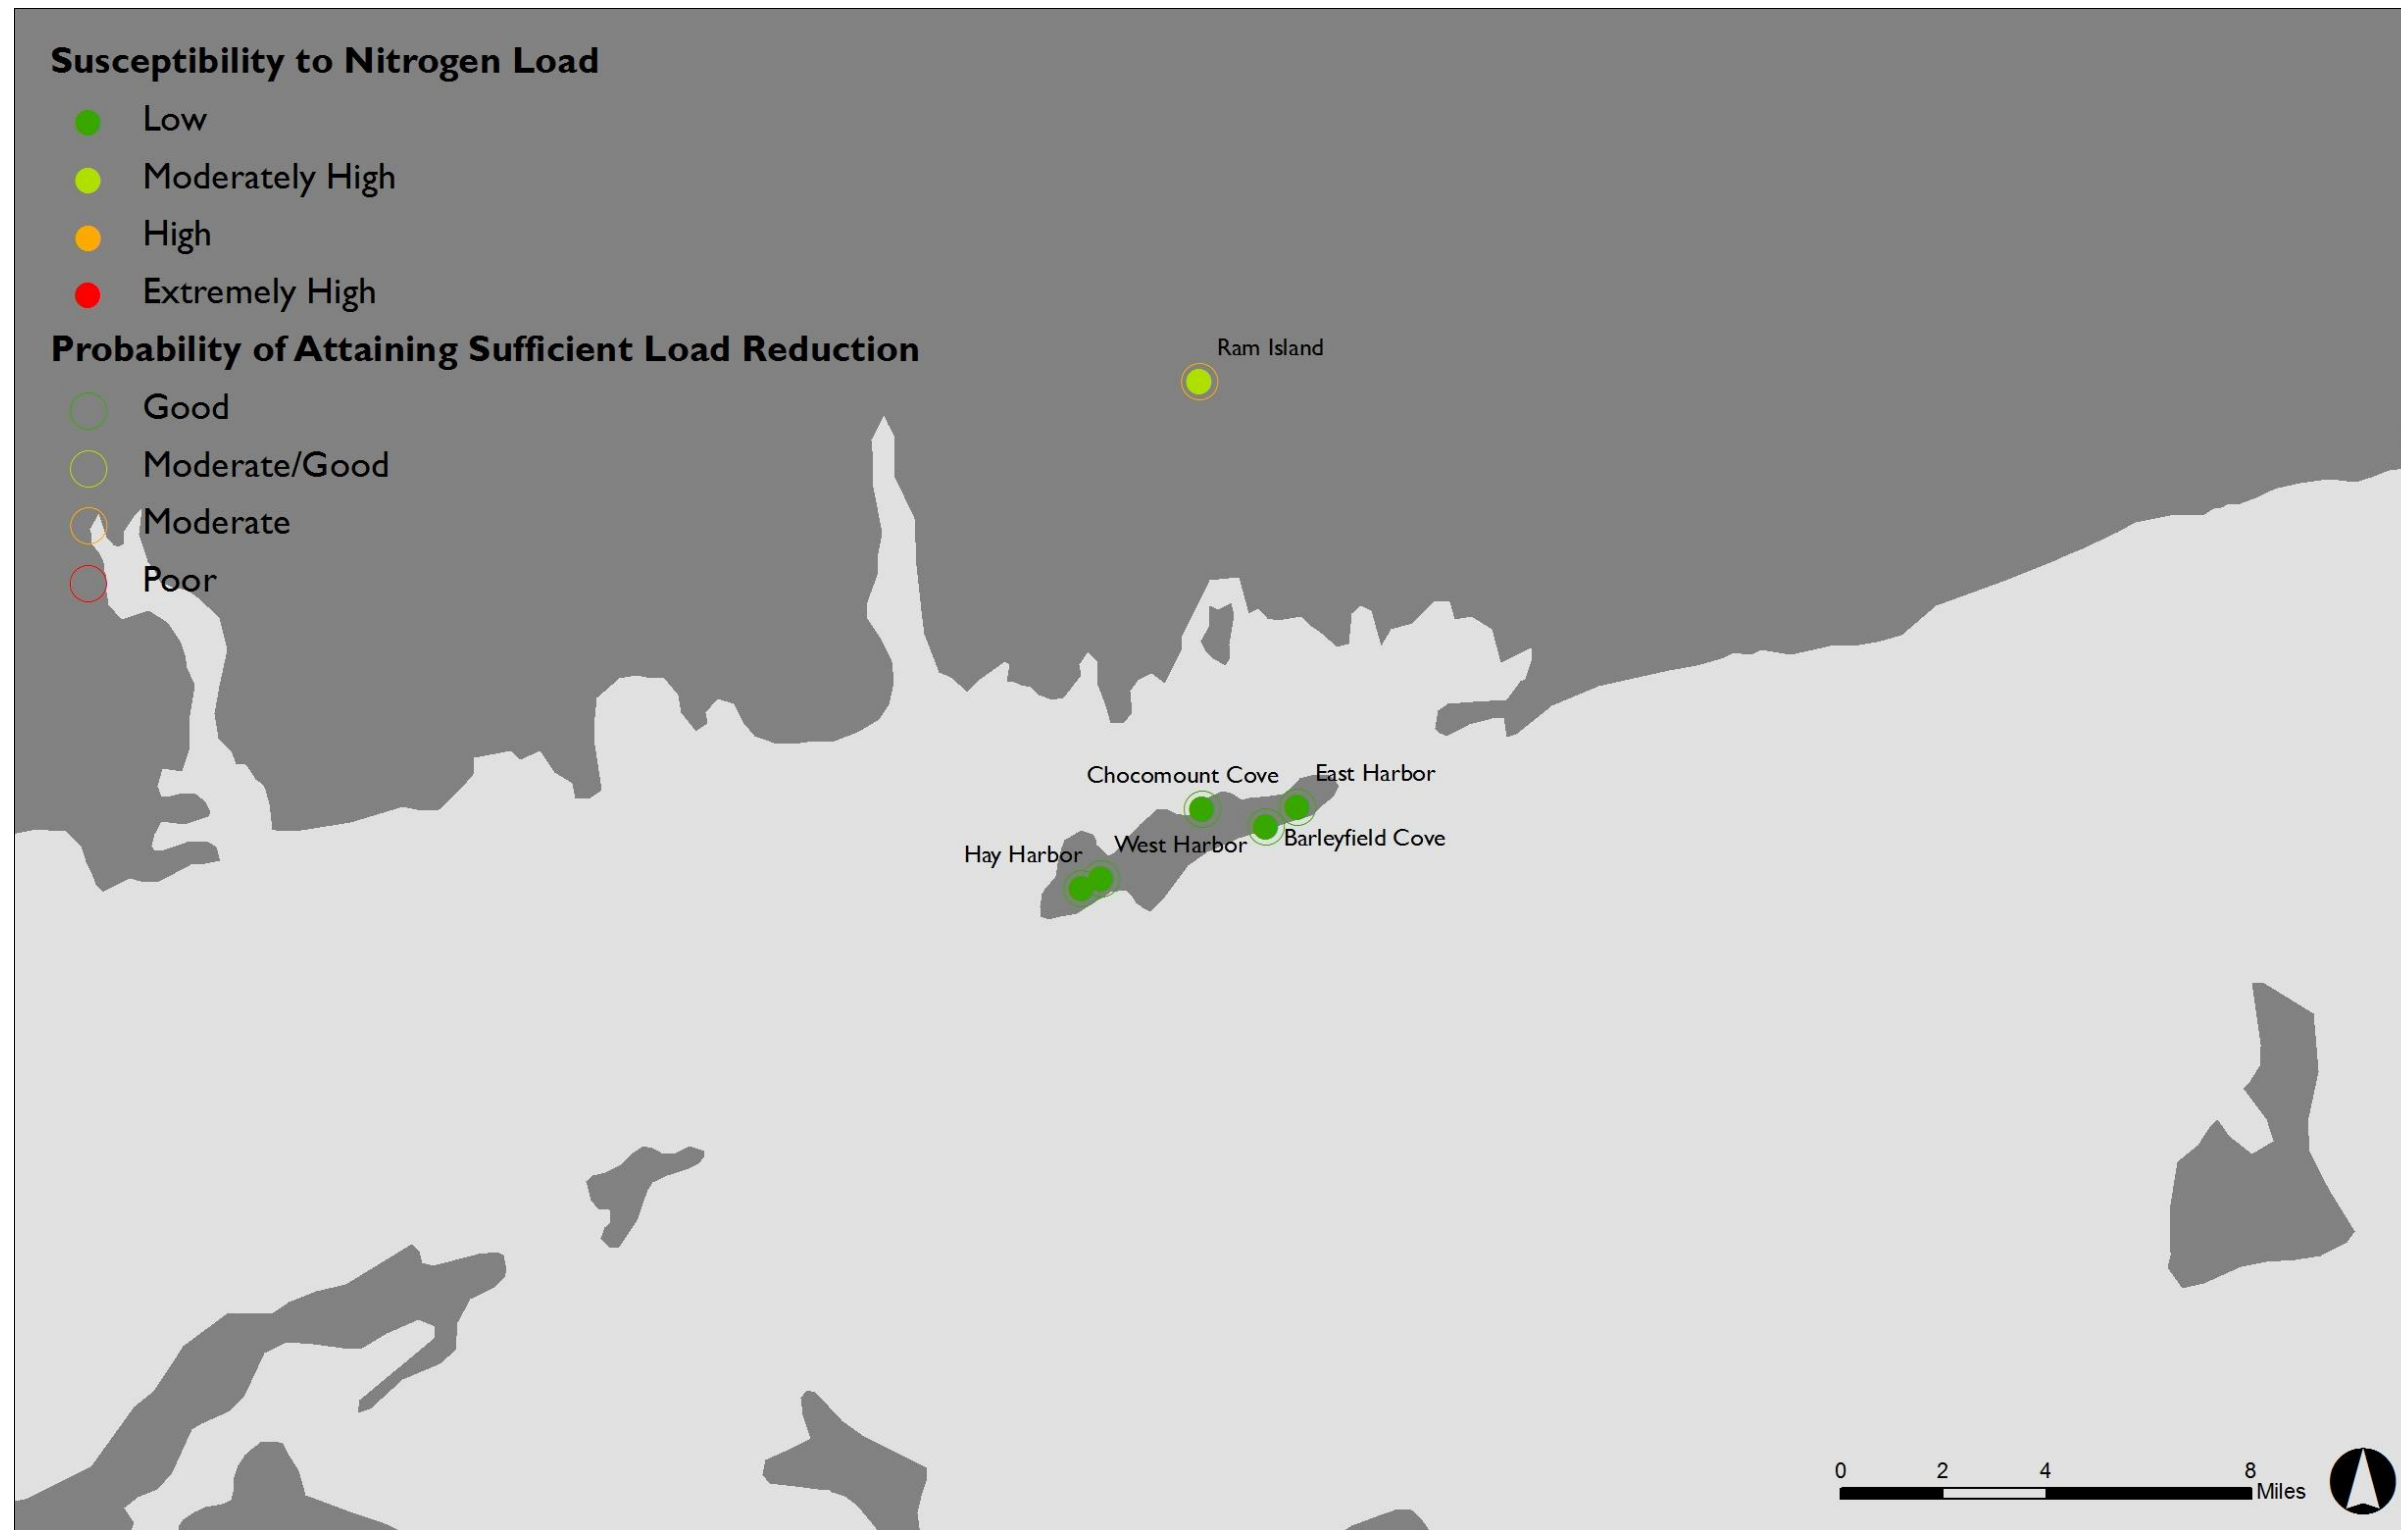 Susceptibility to Nitrogen Load
Low
Moderately High
High
Extremely High
Probability of Attaining Sufficient Load Reduction
Good
Moderate/Good
Moderate
Poor
Ram Island
Chocomount Cove
East Harbor
Hay Harbor
West Harbor
Barleyfield Cove
0 2 4 8
Miles